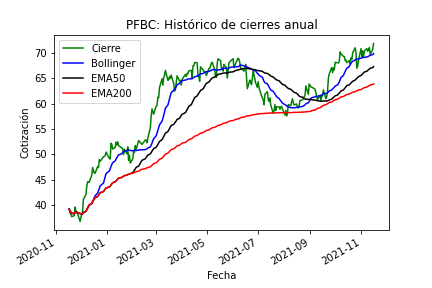 PFBC: Histórico de cierres anual
Cierre
Bollinger
EMA50
EMA200
Cotización
70
65
60
55
50
45
40
2020-11
2021-01
2021-03
2021-05
2021-07
2021-09
2021-11
Fecha